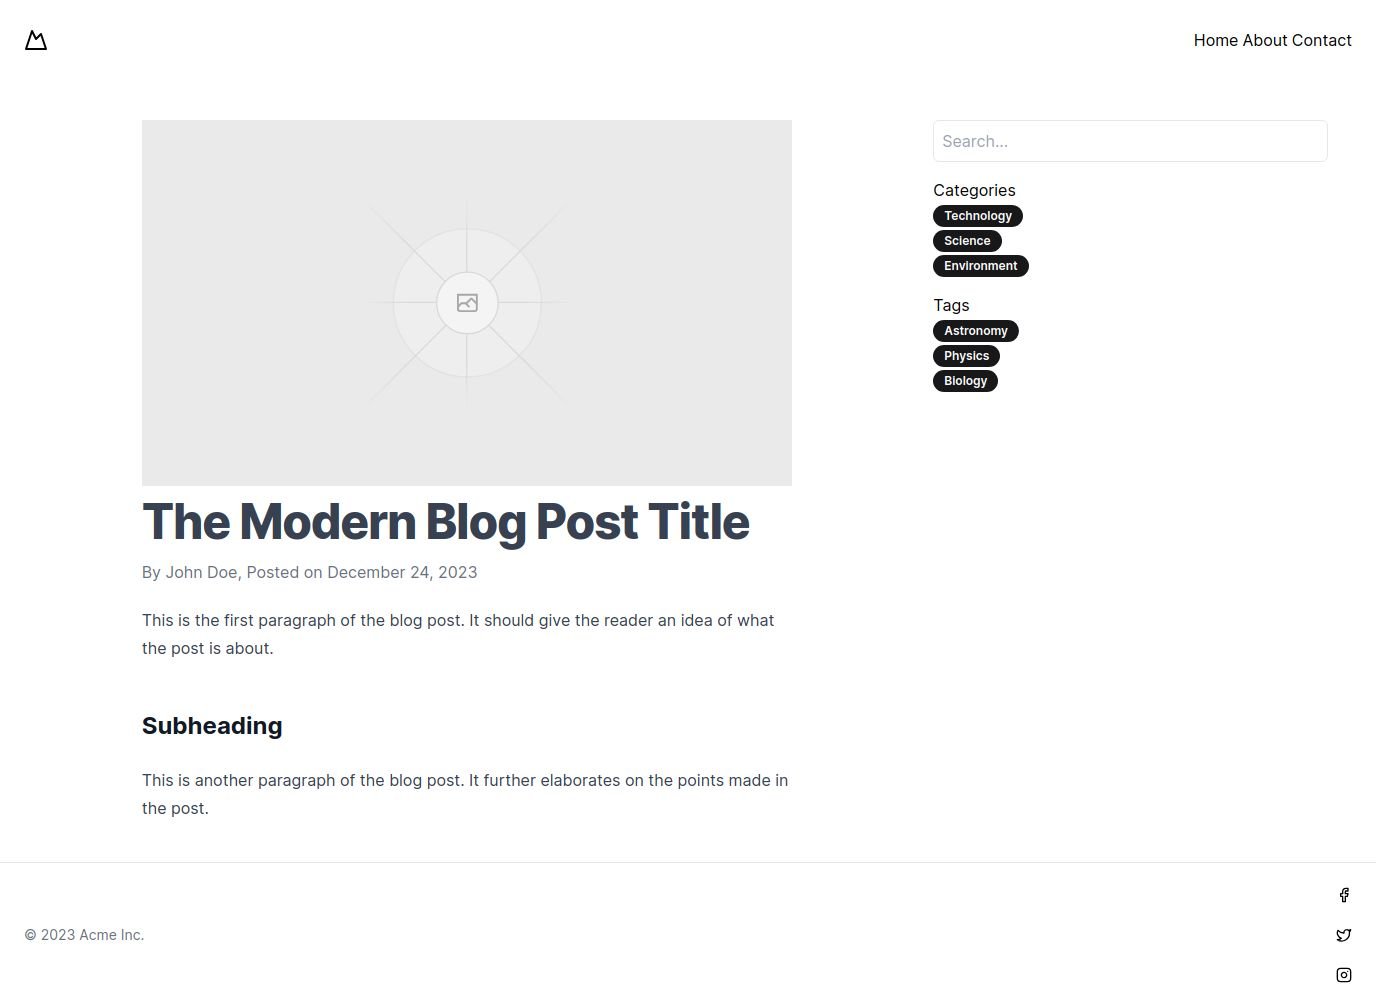 Home About Contact
The Modern Blog Post Title
By John Doe, Posted on December 24, 2023
This is the first paragraph of the blog post. It should give the reader an idea of what
the post is about.
Subheading
This is another paragraph of the blog post. It further elaborates on the points made in
the post.
Search...
Categories
Technology
Science
Environment
Tags
Astronomy
Physics
Biology
© 2023 Acme Inc.